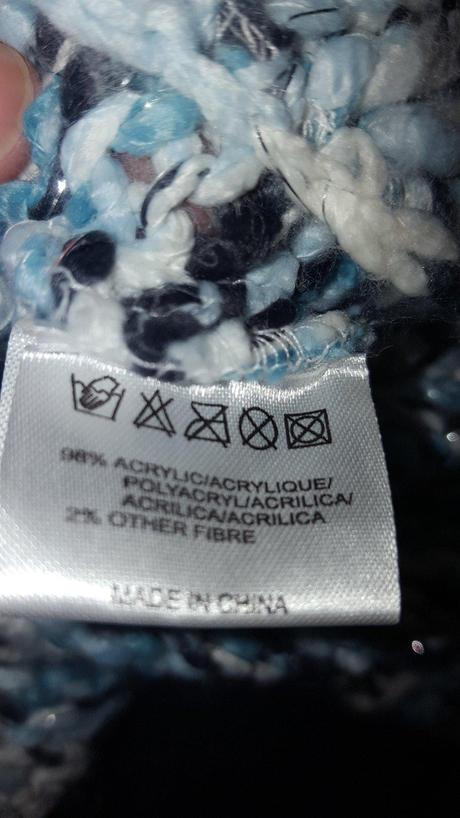 98% ACRYLIC/ACRYLIQUE/
POLYACRYL/ACRILICA/
ACRILICA/ACRILICA
2% OTHER FIBRE
MADE IN CHINA